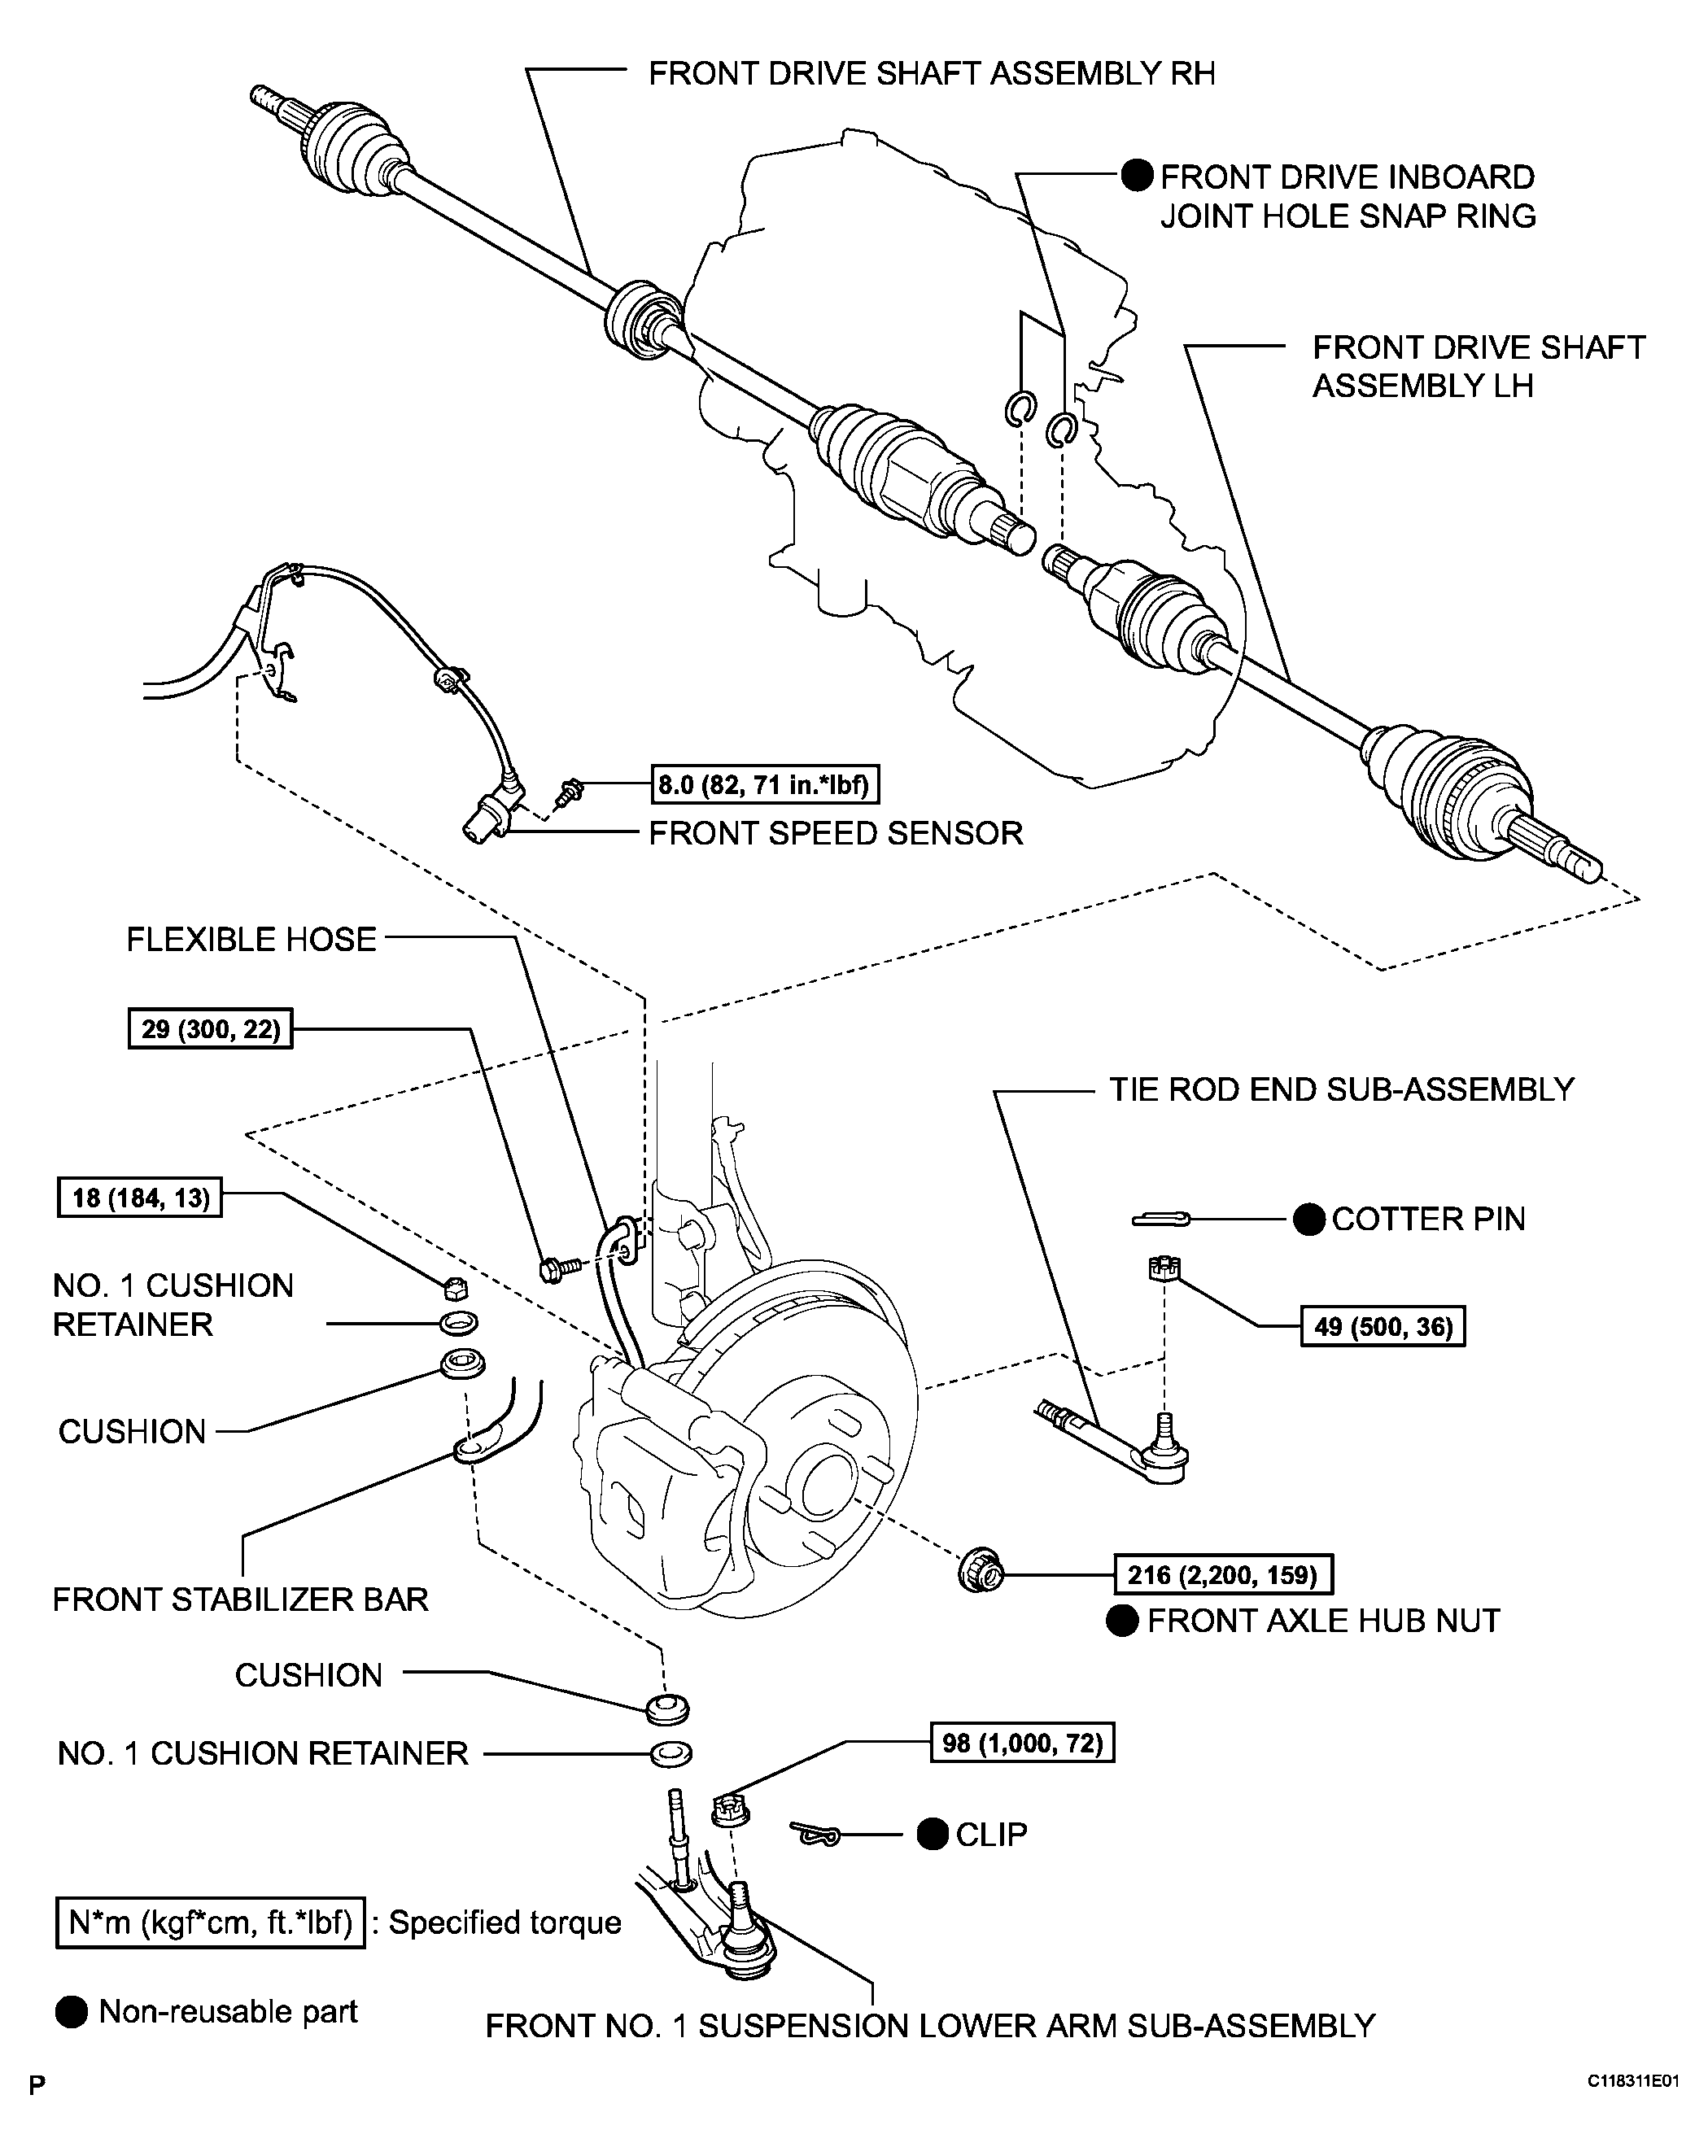 FRONT DRIVE SHAFT ASSEMBLY RH
● FRONT DRIVE INBOARD
JOINT HOLE SNAP RING
FRONT DRIVE SHAFT
ASSEMBLY LH
8.0 (82, 71 in.*lbf)
FRONT SPEED SENSOR
FLEXIBLE HOSE
29 (300, 22)
TIE ROD END SUB-ASSEMBLY
18 (184, 13)
● COTTER PIN
NO. 1 CUSHION
RETAINER
49 (500, 36)
CUSHION
216 (2,200, 159)
FRONT STABILIZER BAR
● FRONT AXLE HUB NUT
CUSHION
98 (1,000, 72)
NO. 1 CUSHION RETAINER
● CLIP
N*m (kgf*cm, ft.*lbf) : Specified torque
● Non-reusable part
FRONT NO. 1 SUSPENSION LOWER ARM SUB-ASSEMBLY
P
C118311E01